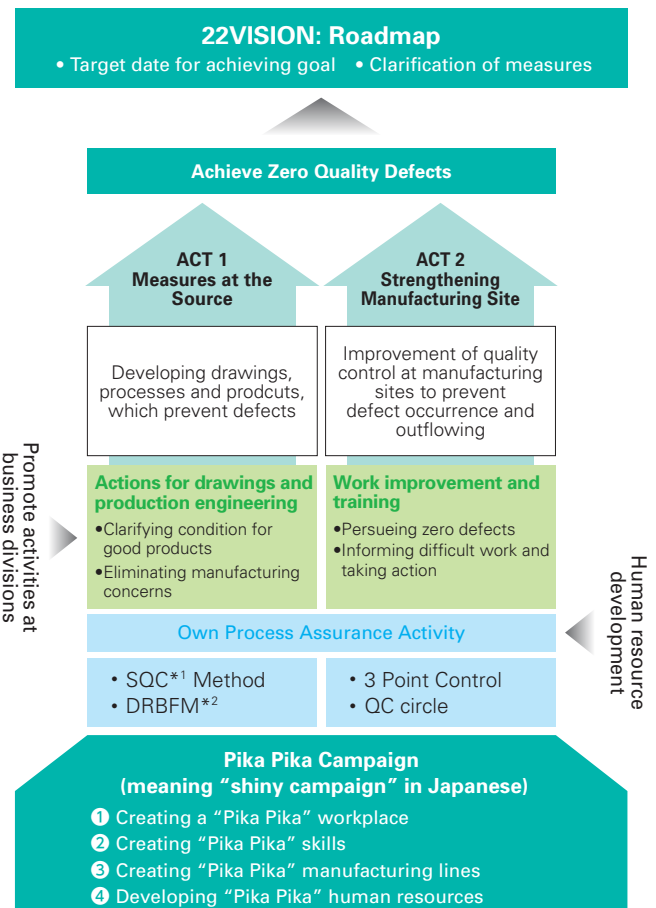 22VISION: Roadmap
• Target date for achieving goal • Clarification of measures
Achieve Zero Quality Defects
ACT 1
Measures at the
Source
ACT 2
Strengthening
Manufacturing Site
Developing drawings,
processes and prodcuts,
which prevent defects
Improvement of quality
control at manufacturing
sites to prevent
defect occurrence and
outflowing
Promote activities at
business divisions
Actions for drawings and
production engineering
•Clarifying condition for
good products
•Eliminating manufacturing
concerns
Work improvement and
training
•Persueing zero defects
•Informing difficult work and
taking action
Human resource
development
Own Process Assurance Activity
• SQC*1 Method
• DRBFM*2
• 3 Point Control
• QC circle
Pika Pika Campaign
(meaning “shiny campaign” in Japanese)
❶ Creating a “Pika Pika” workplace
❷ Creating “Pika Pika” skills
❸ Creating “Pika Pika” manufacturing lines
❹ Developing “Pika Pika” human resources